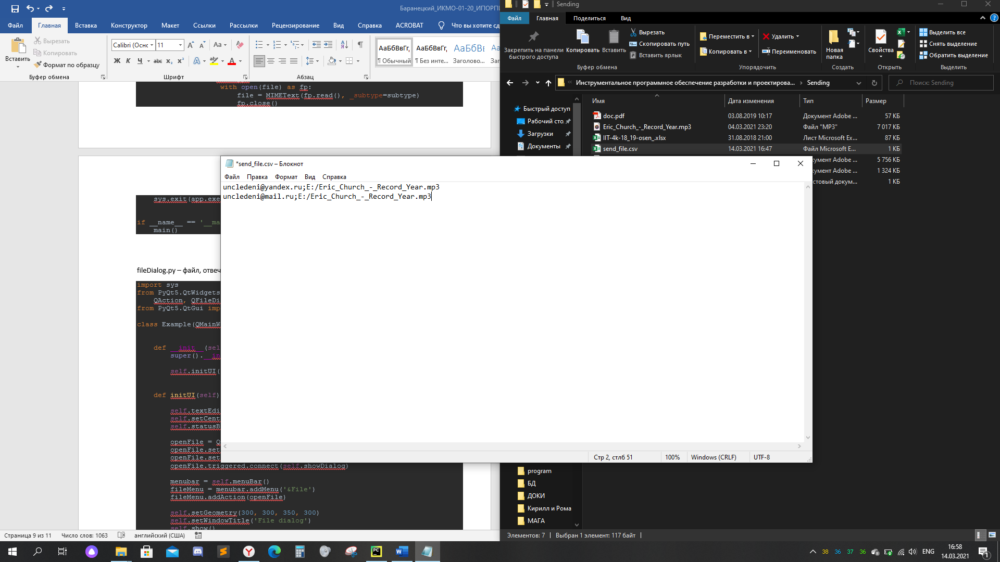 Баранецкий_ИКМО-01-20_ИПОРПИ
Файл
Главная
Вставка
Конструктор
Макет
Ссылки
Рассылки
Рецензирование
Вид
Справка
ACROBAT
Что вы хотите сд
Вставить
Вырезать
Копировать
Формат по образцу
Буфер обмена
Calibri (Оснс
11
Aa
Ж К Ч abc x₂ x²
Шрифт
Абзац
АаБбВвГг,
АаБбВвГг,
АаБбВв
¶ Обычный
¶ Без инте...
Заголово...
with open(file) as fp:
file = MIMEText(fp.read(), _subtype=subtype)
fp.close()
sys.exit(app.exe
if __name__ == '__ma
main()
fileDialog.py – файл, отвеч
import sys
from PyQt5.QtWidgets
QAction, QFileDi
from PyQt5.QtGui imp
class Example(QMainW
def __init__(sel
super().__in
self.initUI(
def initUI(self)
self.textEdi
self.setCent
self.statusB
openFile = Q
openFile.set
openFile.set
openFile.triggered.connect(self.showDialog)
menubar = self.menuBar()
fileMenu = menubar.addMenu('&File')
fileMenu.addAction(openFile)
self.setGeometry(300, 300, 350, 300)
self.setWindowTitle('File dialog')
self.show()
Страница 9 из 11
Число слов: 1063
английский (США)
Sending
Файл
Главная
Поделиться
Вид
Закрепить на панели быстрого доступа
Копировать
Вставить
Вырезать
Скопировать путь
Вставить ярлык
Буфер обмена
Переместить в
Копировать в
Удалить
Переименовать
Упорядочить
Новая папка
Создать
Свойства
Открыть
Выделить все
Снять выделение
Обратить выделение
Выделить
Инструментальное программное обеспечение разработки и проектирова...
Sending
Поиск: Sending
Быстрый доступ
Рабочий сто.
Загрузки
Документы
Имя
Дата изменения
Тип
Размер
doc.pdf 03.08.2019 10:17 Документ Adobe ... 57 КБ
Eric_Church_-_Record_Year.mp3 04.03.2021 23:20 Файл "MP3" 7 017 КБ
IIT-4k-18_19-osen_.xlsx 31.08.2018 21:00 Лист Microsoft Ex... 87 КБ
send_file.csv 14.03.2021 16:47 Файл Microsoft E... 1 КБ
кумент Adobe ... 5 756 КБ
кумент Adobe ... 1 324 КБ
стовый докум... 1 КБ
*send_file.csv – Блокнот
Файл
Правка
Формат
Вид
Справка
uncledeni@yandex.ru;E:/Eric_Church_-_Record_Year.mp3
uncledeni@mail.ru;E:/Eric_Church_-_Record_Year.mp3
Стр 2, стлб 51
100%
Windows (CRLF)
UTF-8
program
БД
ДОКИ
Кирилл и Рома
МАГА
Элементов: 7
Выбран 1 элемент: 117 байт
38 36 37 36
ENG
16:58
14.03.2021
1